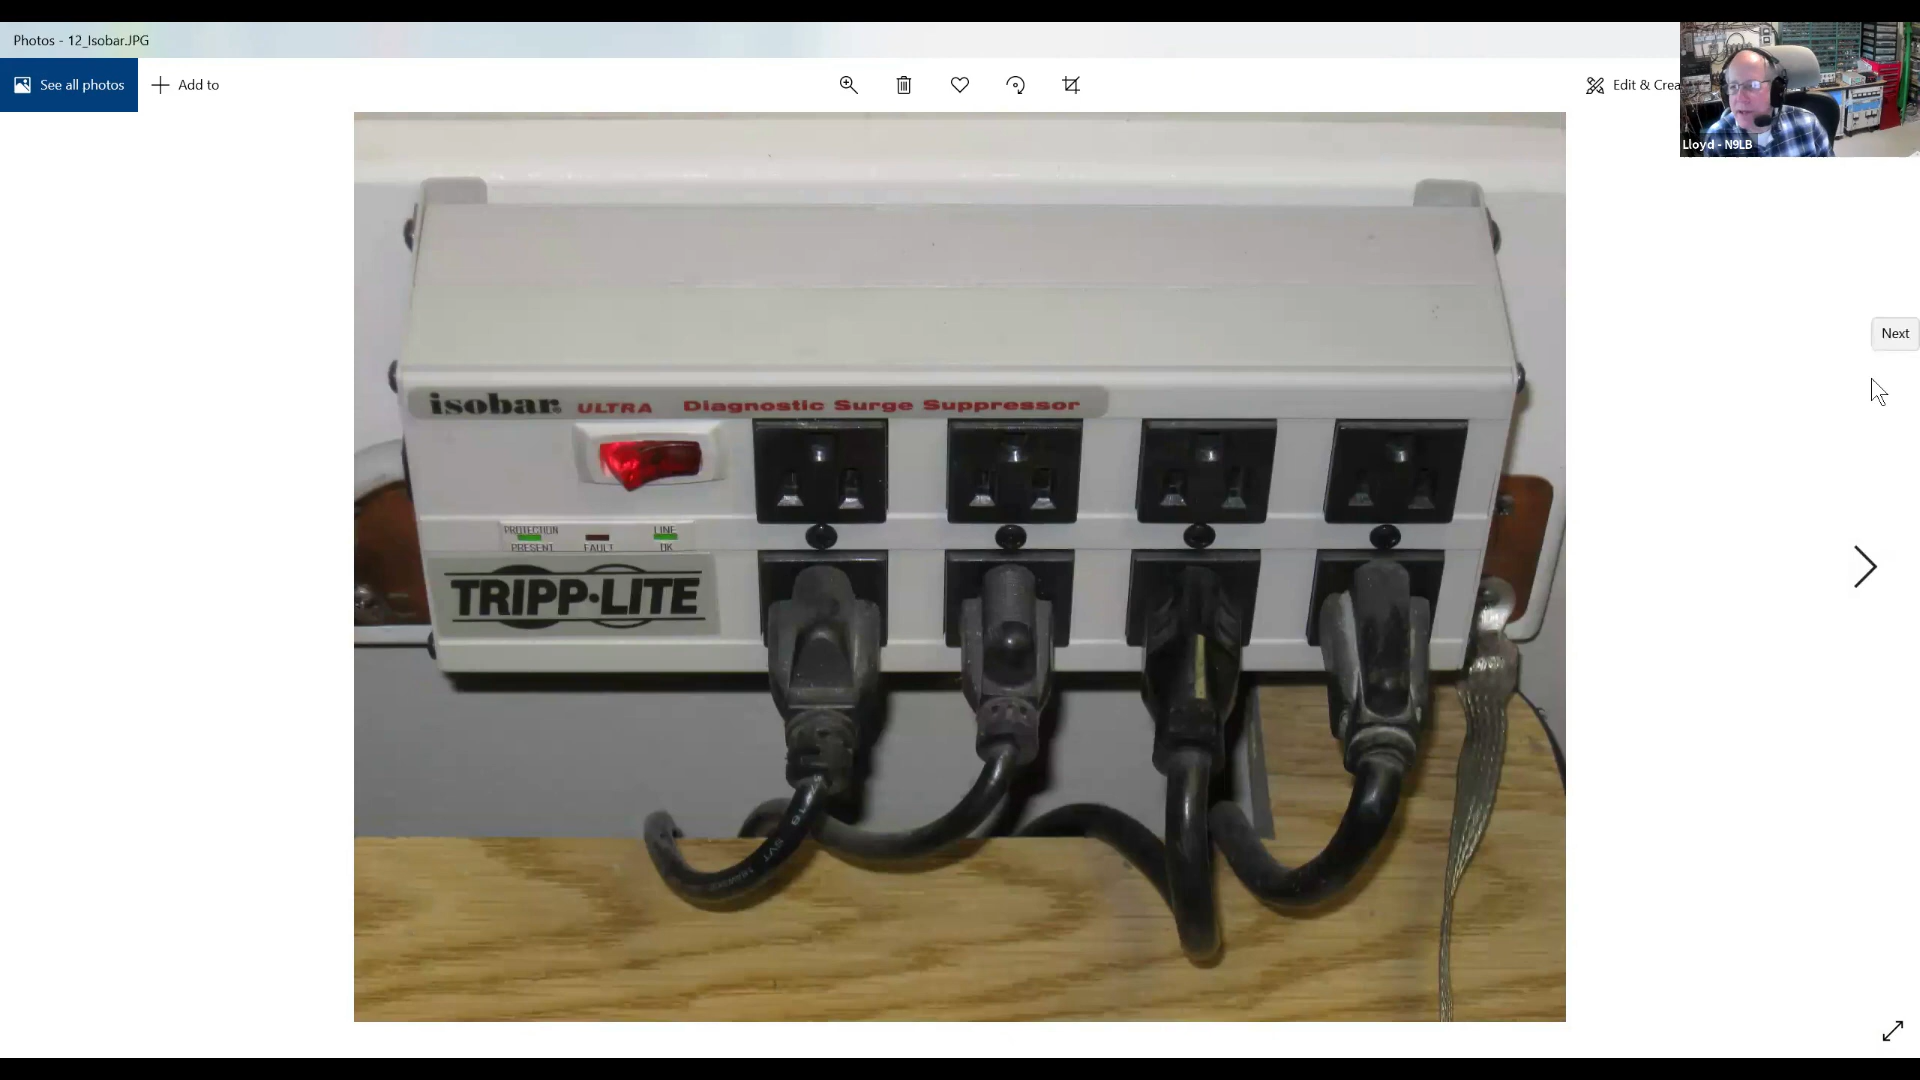 Photos - 12_Isobar.JPG
See all photos
Add to
Edit & Crea
Lloyd - N9LB
Next
isobar® ULTRA Diagnostic Surge Suppressor
PROTECTION
PRESENT
FAULT
LINE
OK
TRIPP·LITE
SVT